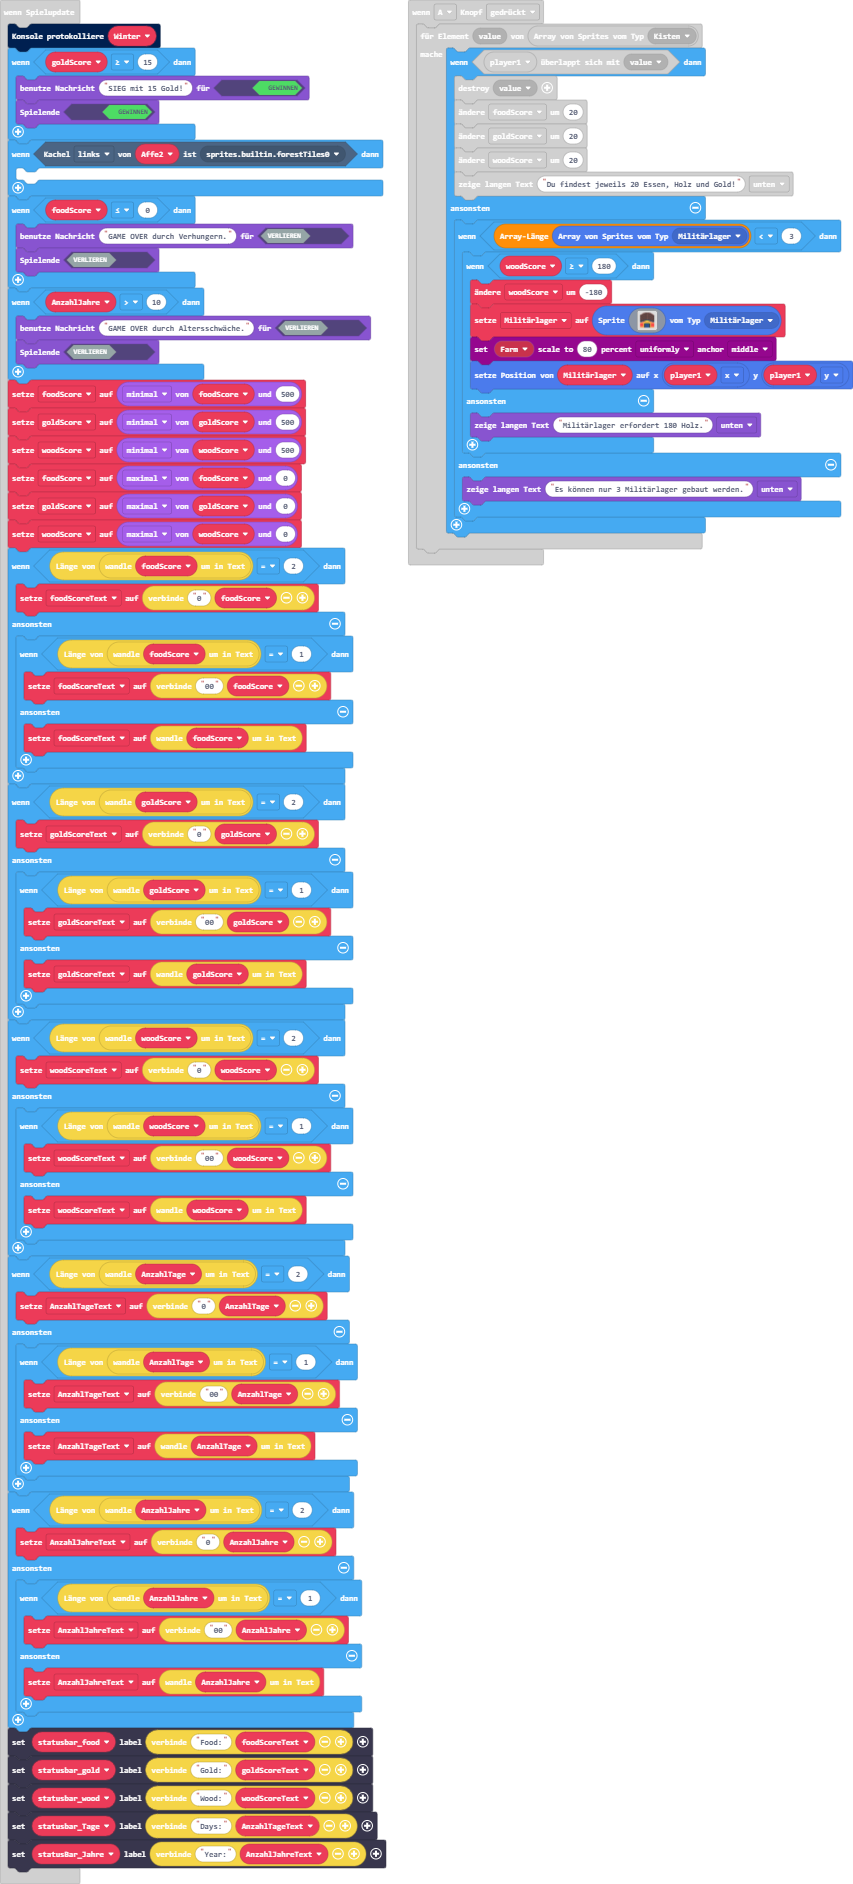 wenn Spielupdate
Konsole protokolliere Winter
wenn goldScore ≥ 15 dann
benutze Nachricht "SIEG mit 15 Gold!" für GEWINNEN
Spielende GEWINNEN
wenn Kachel links von Affe2 ist sprites.builtin.forestTiles0 dann
wenn foodScore ≤ 0 dann
benutze Nachricht "GAME OVER durch Verhungern." für VERLIEREN
Spielende VERLIEREN
wenn AnzahlJahre > 10 dann
benutze Nachricht "GAME OVER durch Altersschwäche." für VERLIEREN
Spielende VERLIEREN
setze foodScore auf minimal von foodScore und 500
setze goldScore auf minimal von goldScore und 500
setze woodScore auf minimal von woodScore und 500
setze foodScore auf maximal von foodScore und 0
setze goldScore auf maximal von goldScore und 0
setze woodScore auf maximal von woodScore und 0
wenn Länge von wandle foodScore um in Text = 2 dann
setze foodScoreText auf verbinde "0" foodScore
ansonsten
wenn Länge von wandle foodScore um in Text = 1 dann
setze foodScoreText auf verbinde "00" foodScore
ansonsten
setze foodScoreText auf wandle foodScore um in Text
wenn Länge von wandle goldScore um in Text = 2 dann
setze goldScoreText auf verbinde "0" goldScore
ansonsten
wenn Länge von wandle goldScore um in Text = 1 dann
setze goldScoreText auf verbinde "00" goldScore
ansonsten
setze goldScoreText auf wandle goldScore um in Text
wenn Länge von wandle woodScore um in Text = 2 dann
setze woodScoreText auf verbinde "0" woodScore
ansonsten
wenn Länge von wandle woodScore um in Text = 1 dann
setze woodScoreText auf verbinde "00" woodScore
ansonsten
setze woodScoreText auf wandle woodScore um in Text
wenn Länge von wandle AnzahlTage um in Text = 2 dann
setze AnzahlTageText auf verbinde "0" AnzahlTage
ansonsten
wenn Länge von wandle AnzahlTage um in Text = 1 dann
setze AnzahlTageText auf verbinde "00" AnzahlTage
ansonsten
setze AnzahlTageText auf wandle AnzahlTage um in Text
wenn Länge von wandle AnzahlJahre um in Text = 2 dann
setze AnzahlJahreText auf verbinde "0" AnzahlJahre
ansonsten
wenn Länge von wandle AnzahlJahre um in Text = 1 dann
setze AnzahlJahreText auf verbinde "00" AnzahlJahre
ansonsten
setze AnzahlJahreText auf wandle AnzahlJahre um in Text
set statusbar_food label verbinde "Food:" foodScoreText
set statusbar_gold label verbinde "Gold:" goldScoreText
set statusbar_wood label verbinde "Wood:" woodScoreText
set statusbar_Tage label verbinde "Days:" AnzahlTageText
set statusBar_Jahre label verbinde "Year:" AnzahlJahreText
wenn A Knopf gedrückt
für Element value von Array von Sprites vom Typ Kisten
mache
wenn player1 überlappt sich mit value dann
destroy value
ändere foodScore um 20
ändere goldScore um 20
ändere woodScore um 20
zeige langen Text "Du findest jeweils 20 Essen, Holz und Gold!" unten
ansonsten
wenn Array-Länge Array von Sprites vom Typ Militärlager < 3 dann
wenn woodScore ≥ 180 dann
ändere woodScore um -180
setze Militärlager auf Sprite vom Typ Militärlager
set Farm scale to 80 percent uniformly anchor middle
setze Position von Militärlager auf x player1 x y player1 y
ansonsten
zeige langen Text "Militärlager erfordert 180 Holz." unten
ansonsten
zeige langen Text "Es können nur 3 Militärlager gebaut werden." unten